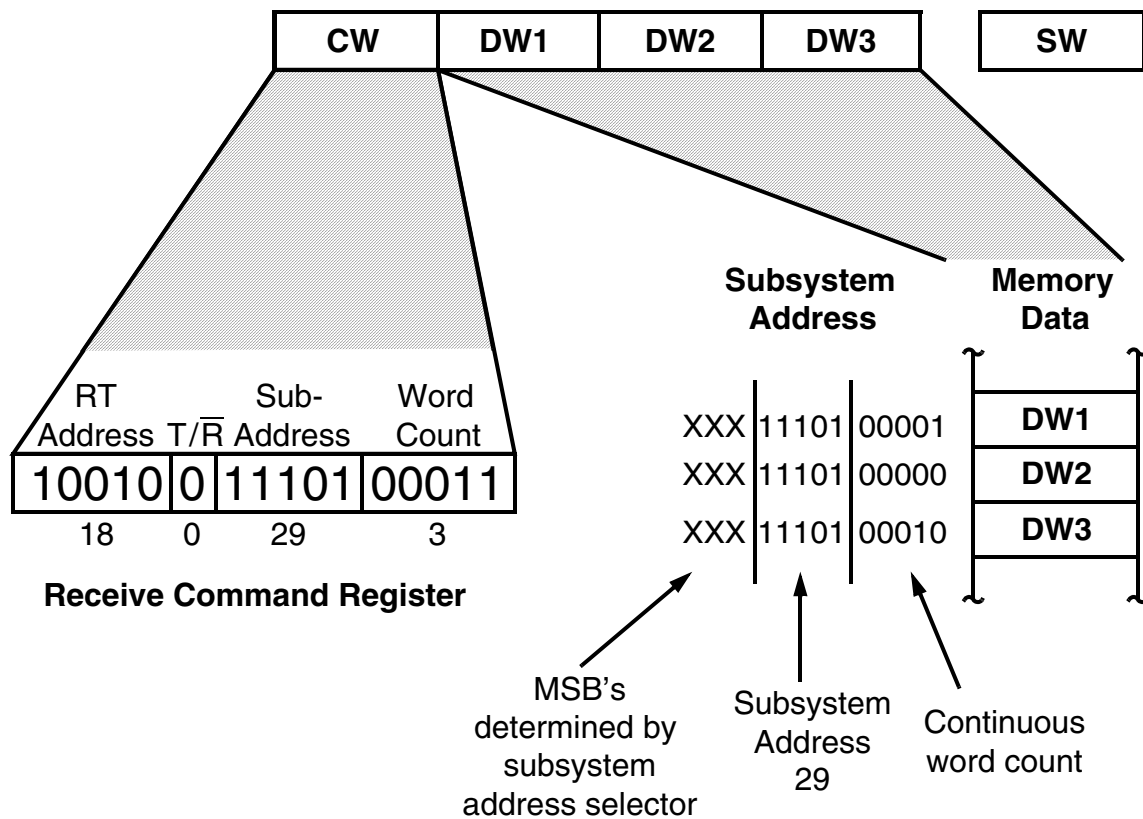 CW DW1 DW2 DW3 SW
Subsystem
Address
Memory
Data
RT
Address
T/R̅
Sub-
Address
Word
Count
10010 0 11101 00011
18 0 29 3
Receive Command Register
XXX 11101 00001 DW1
XXX 11101 00000 DW2
XXX 11101 00010 DW3
MSB's
determined by
subsystem
address selector
Subsystem
Address
29
Continuous
word count